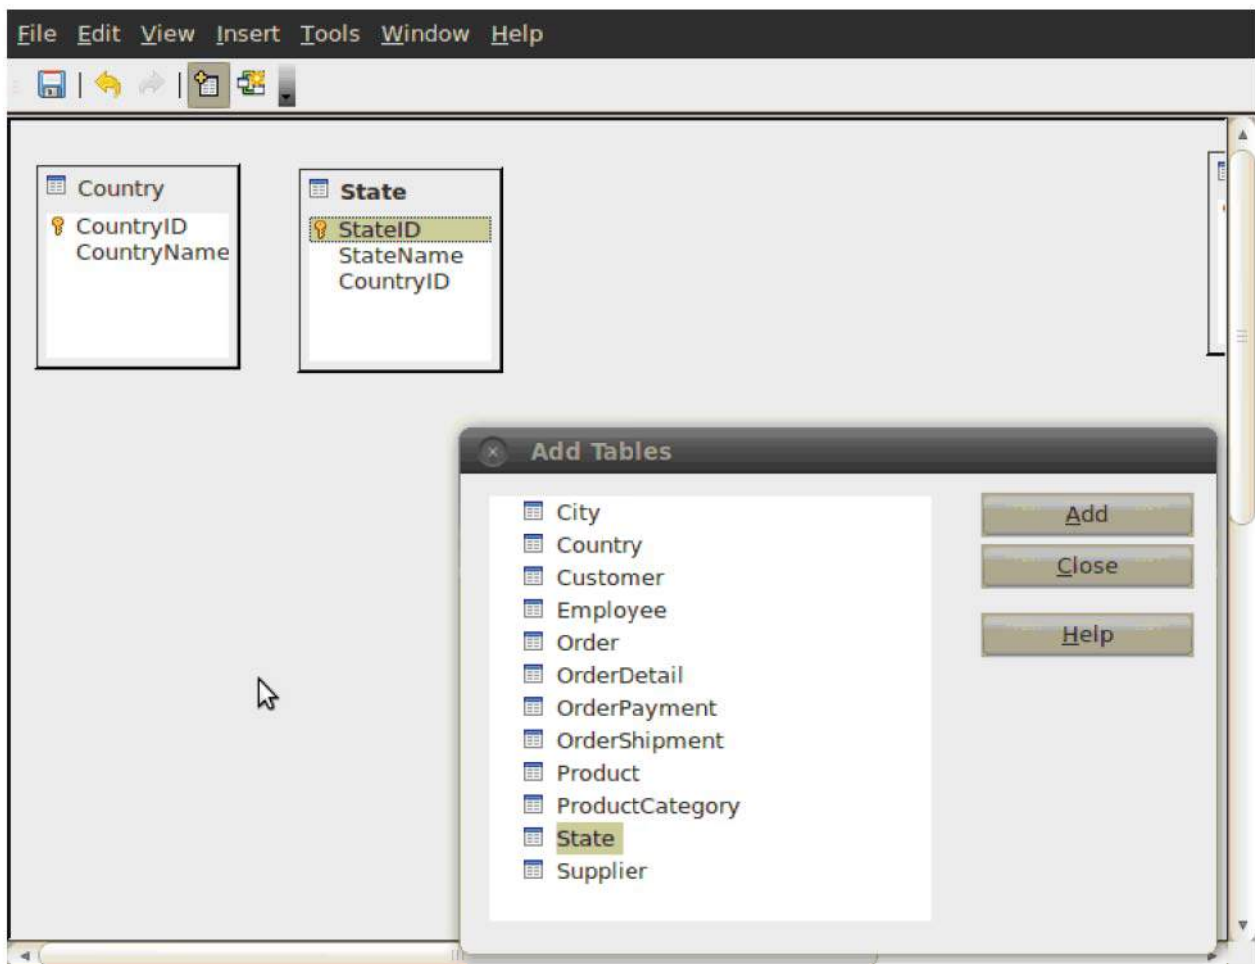 File Edit View Insert Tools Window Help
Country
CountryID
CountryName
State
StateID
StateName
CountryID
Add Tables
City
Country
Customer
Employee
Order
OrderDetail
OrderPayment
OrderShipment
Product
ProductCategory
State
Supplier
Add
Close
Help